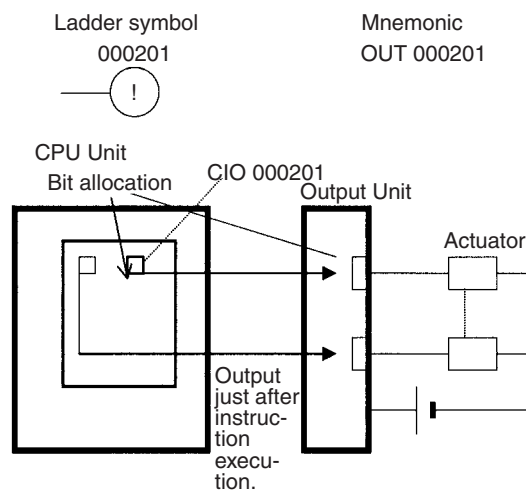 Ladder symbol
Mnemonic
000201
OUT 000201
!
CPU Unit
Bit allocation
CIO 000201
Output Unit
Actuator
Output
just after
instruc-
tion
execu-
tion.